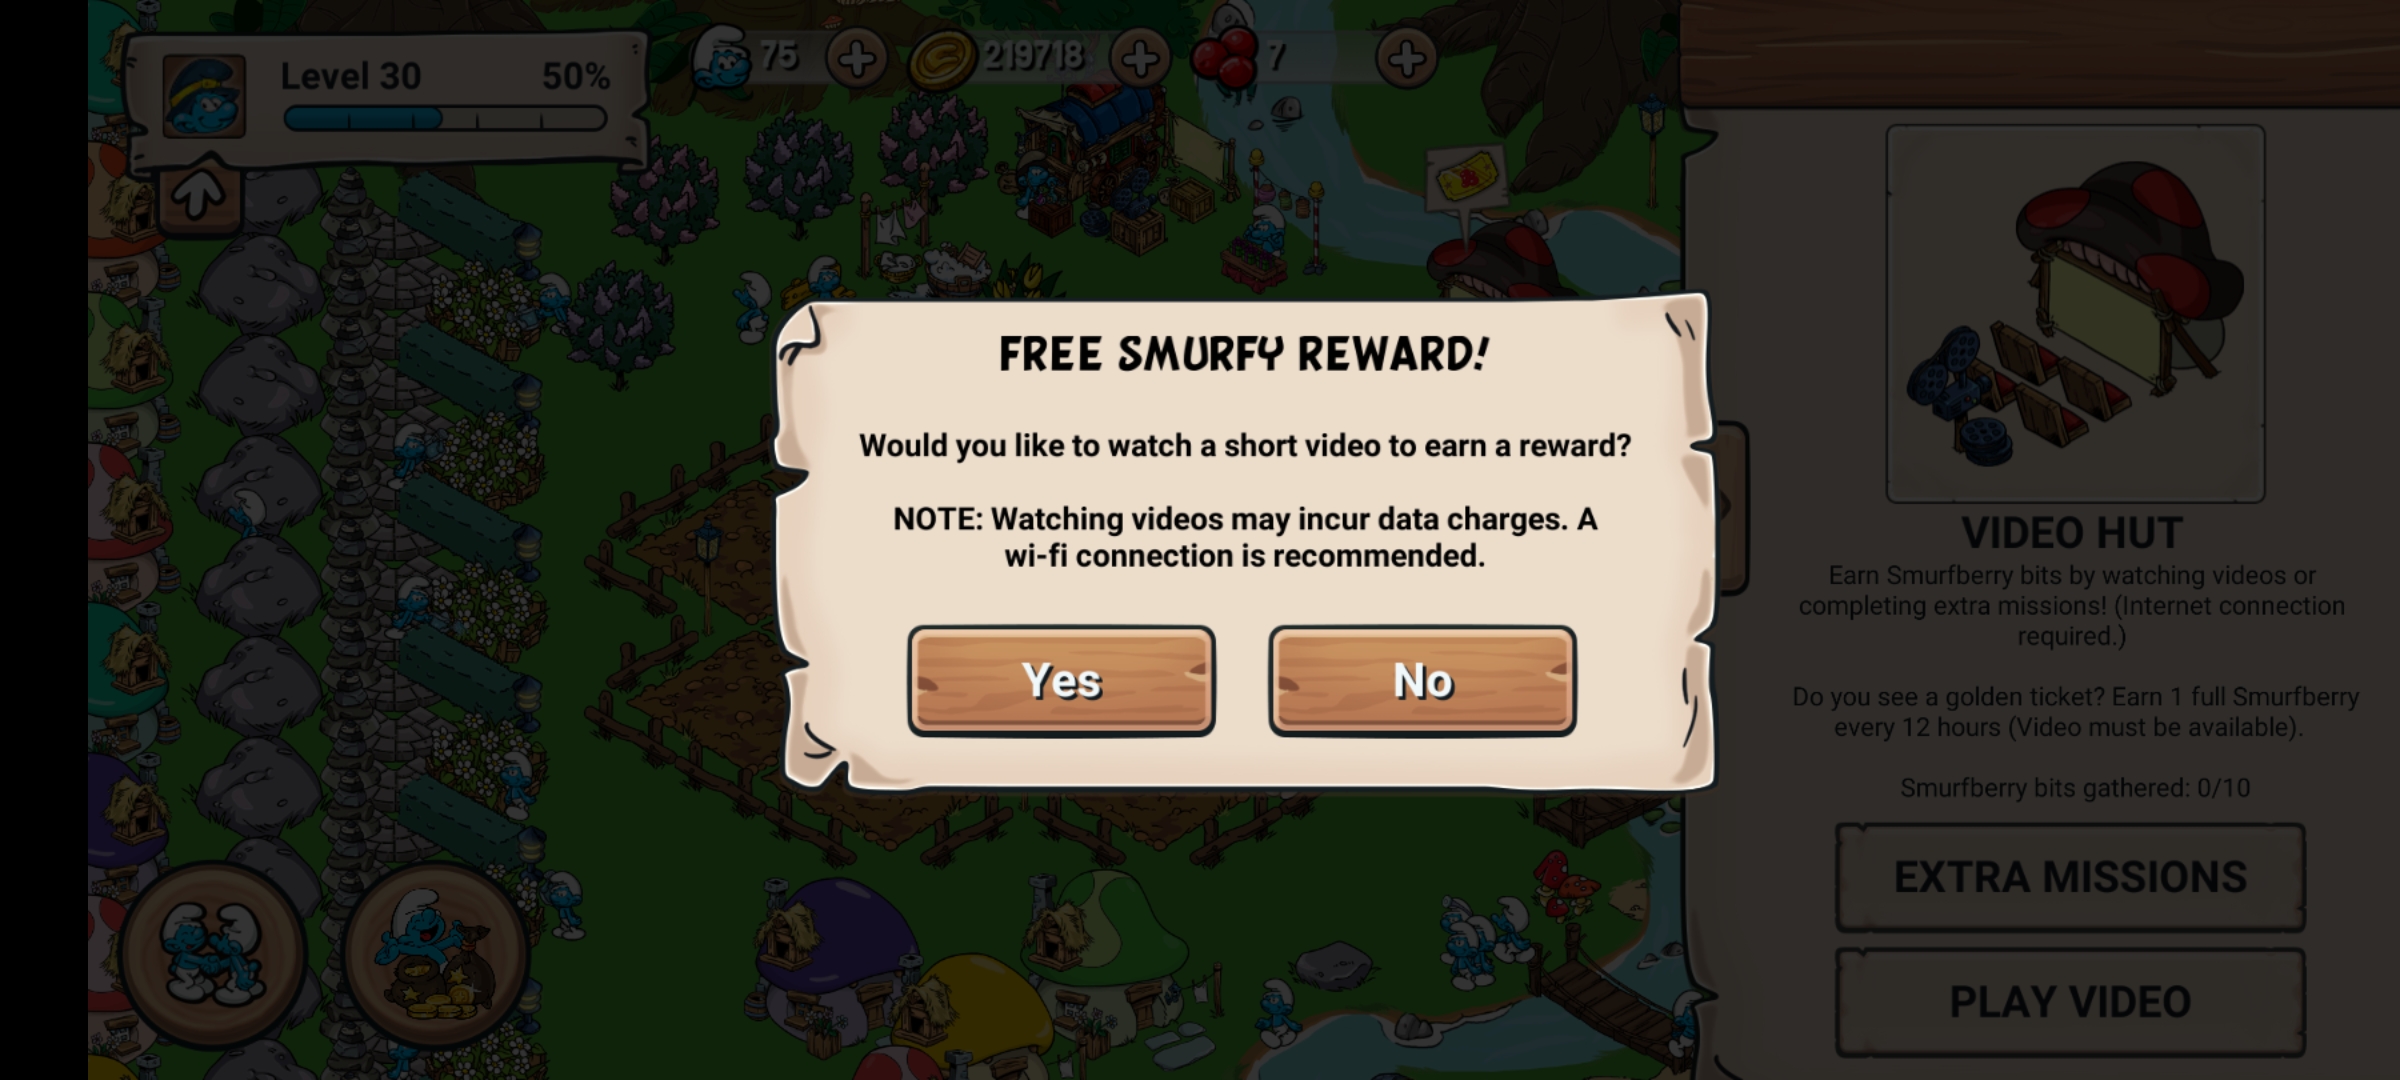 Level 30 50%
75 219718 7
FREE SMURFY REWARD!
Would you like to watch a short video to earn a reward?
NOTE: Watching videos may incur data charges. A
wi-fi connection is recommended.
Yes No
VIDEO HUT
Earn Smurfberry bits by watching videos or
completing extra missions! (Internet connection
required.)
Do you see a golden ticket? Earn 1 full Smurfberry
every 12 hours (Video must be available).
Smurfberry bits gathered: 0/10
EXTRA MISSIONS
PLAY VIDEO